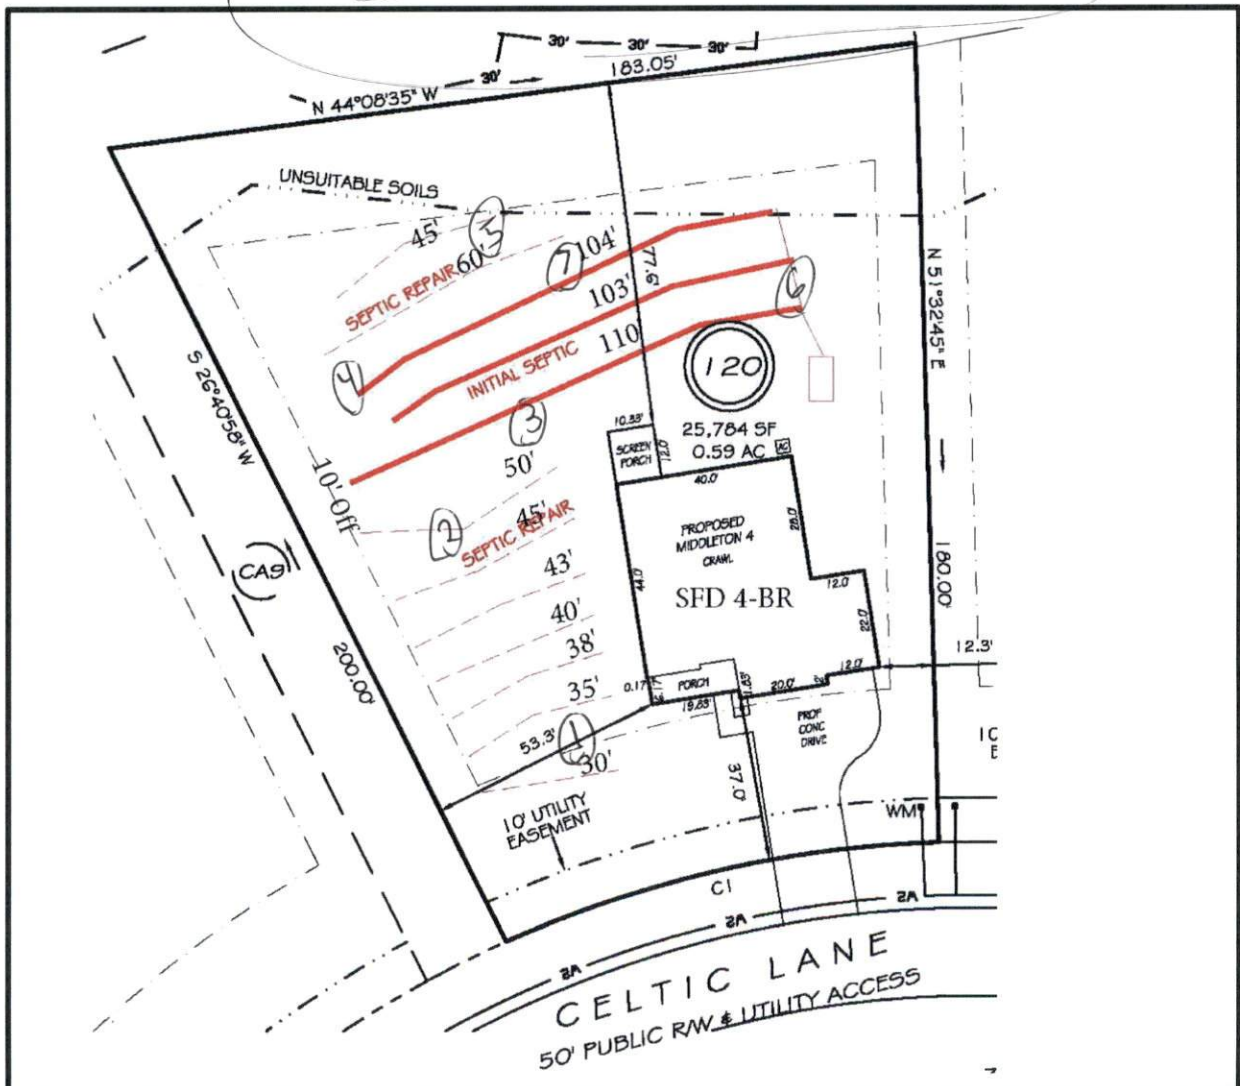 30' 30' 30'
30'
183.05'
N 44°08'35" W
UNSUITABLE SOILS
45'
5
60'
7
104'
SEPTIC REPAIR
77.6'
103'
6
N 51°32'45" E
110'
4
INITIAL SEPTIC
120
S 26°40'58" W
3
10.33'
25,784 SF
0.59 AC
AC
SCREEN
PORCH
12.0'
40.0'
50'
10' Off
45'
2
SEPTIC REPAIR
PROPOSED
MIDDLETON 4
CRAWL
28.0'
43'
CA9
44.0'
12.0'
SFD 4-BR
40'
22.0'
180.00'
38'
12.3'
200.00'
35'
0.17'
PORCH
12.0'
20.0'
2'
19.83'
53.3'
1
30'
PROP
CONC
DRIVE
37.0'
10' UTILITY
EASEMENT
WM
C1
SA SA SA
CELTIC LANE
50' PUBLIC R/W & UTILITY ACCESS